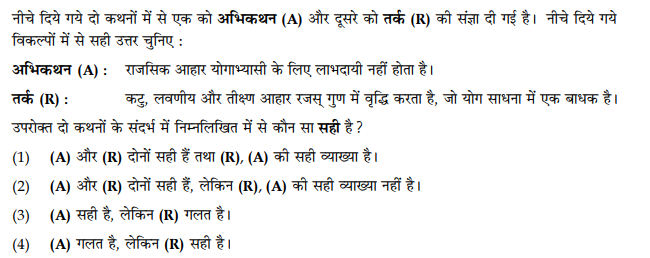 नीचे दिये गये दो कथनों में से एक को अभिकथन (A) और दूसरे को तर्क (R) की संज्ञा दी गई है। नीचे दिये गये
विकल्पों में से सही उत्तर चुनिए :
अभिकथन (A) : राजसिक आहार योगाभ्यासी के लिए लाभदायी नहीं होता है।
तर्क (R) : कटु, लवणीय और तीक्ष्ण आहार रजस् गुण में वृद्धि करता है, जो योग साधना में एक बाधक है।
उपरोक्त दो कथनों के संदर्भ में निम्नलिखित में से कौन सा सही है ?
(1) (A) और (R) दोनों सही हैं तथा (R), (A) की सही व्याख्या है।
(2) (A) और (R) दोनों सही हैं, लेकिन (R), (A) की सही व्याख्या नहीं है।
(3) (A) सही है, लेकिन (R) गलत है।
(4) (A) गलत है, लेकिन (R) सही है।